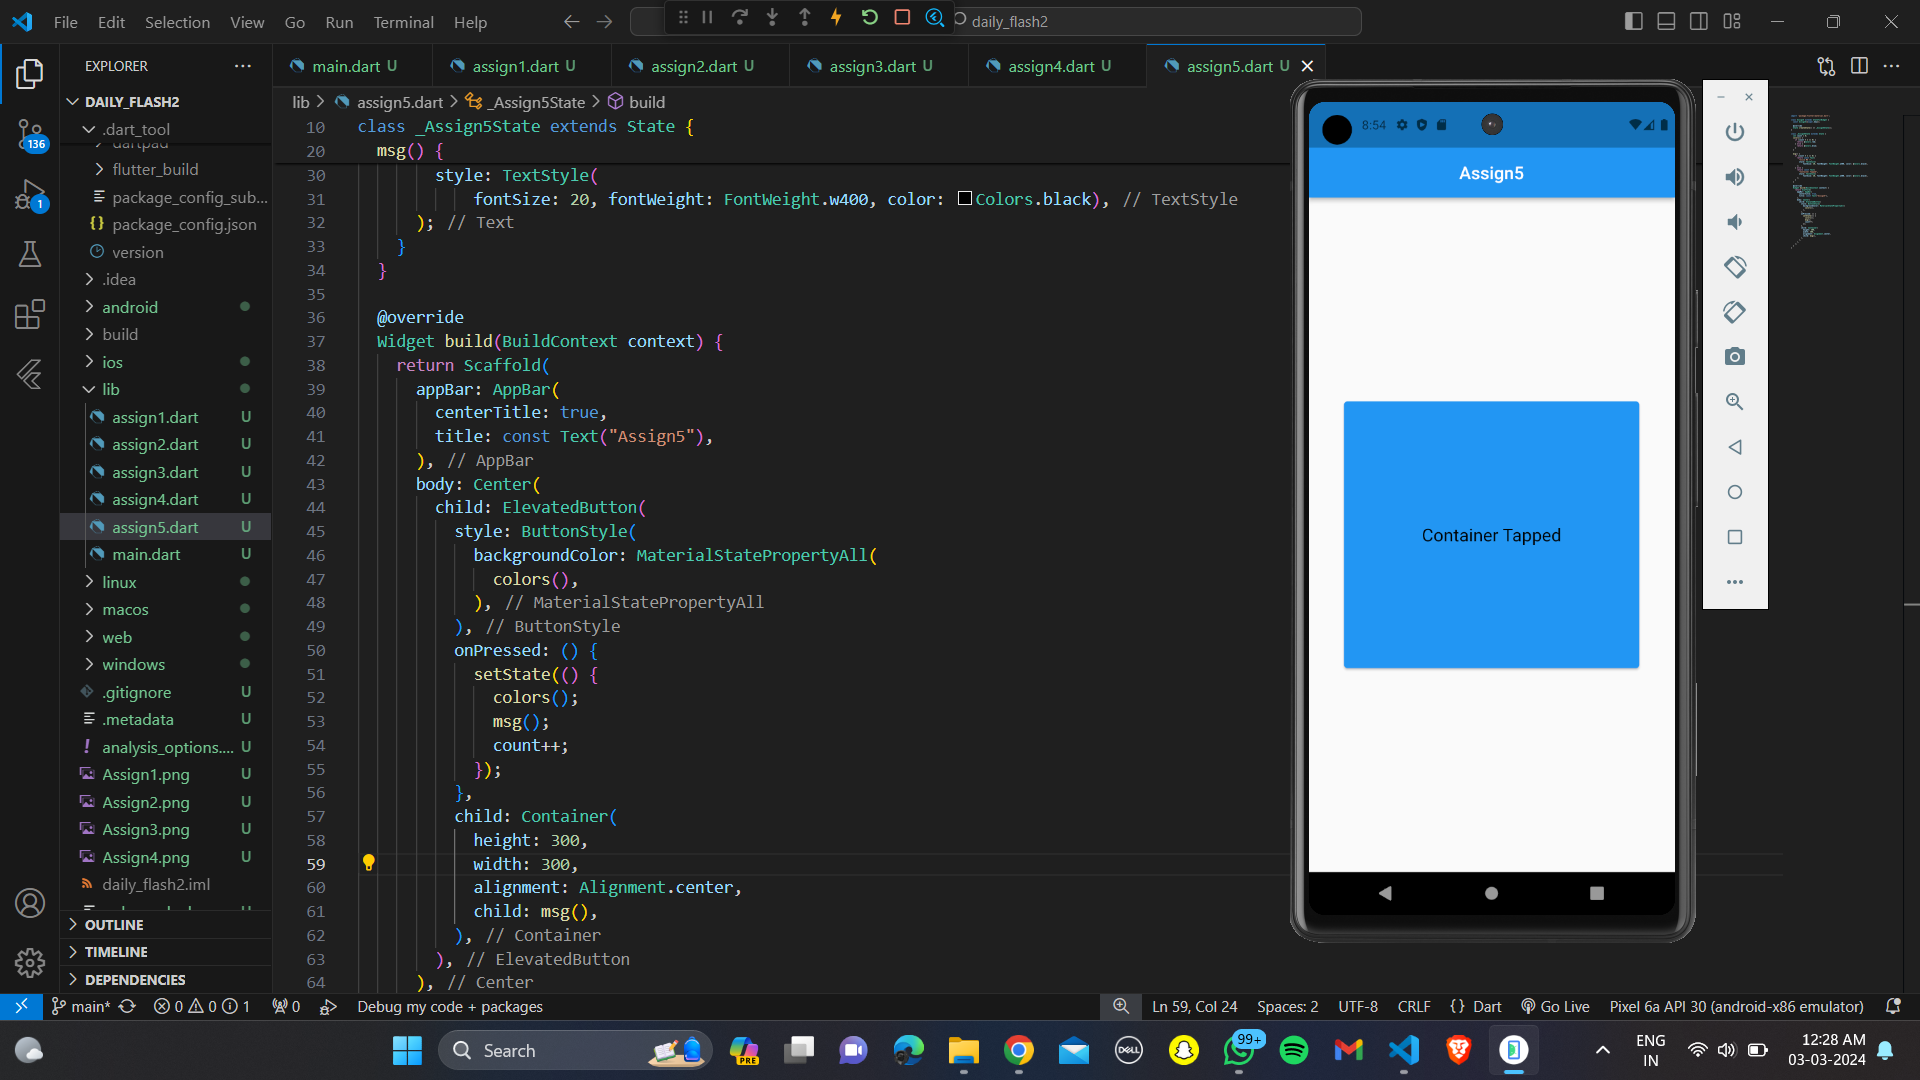 File Edit Selection View Go Run Terminal Help
daily_flash2
EXPLORER
main.dart U
assign1.dart U
assign2.dart U
assign3.dart U
assign4.dart U
assign5.dart U
DAILY_FLASH2
.dart_tool
dartpad
flutter_build
package_config_sub...
package_config.json
version
.idea
android
build
ios
lib
assign1.dart U
assign2.dart U
assign3.dart U
assign4.dart U
assign5.dart U
main.dart U
linux
macos
web
windows
.gitignore U
.metadata U
analysis_options.... U
Assign1.png U
Assign2.png U
Assign3.png U
Assign4.png U
daily_flash2.iml
OUTLINE
TIMELINE
DEPENDENCIES
136
1
lib > assign5.dart > _Assign5State > build
10 class _Assign5State extends State {
20 msg() {
30 style: TextStyle(
31 fontSize: 20, fontWeight: FontWeight.w400, color: Colors.black), // TextStyle
32 ); // Text
33 }
34 }
35
36 @override
37 Widget build(BuildContext context) {
38 return Scaffold(
39 appBar: AppBar(
40 centerTitle: true,
41 title: const Text("Assign5"),
42 ), // AppBar
43 body: Center(
44 child: ElevatedButton(
45 style: ButtonStyle(
46 backgroundColor: MaterialStatePropertyAll(
47 colors(),
48 ), // MaterialStatePropertyAll
49 ), // ButtonStyle
50 onPressed: () {
51 setState(() {
52 colors();
53 msg();
54 count++;
55 });
56 },
57 child: Container(
58 height: 300,
59 width: 300,
60 alignment: Alignment.center,
61 child: msg(),
62 ), // Container
63 ), // ElevatedButton
64 ), // Center
8:54
Assign5
Container Tapped
main* 0 0 1 0 Debug my code + packages
Ln 59, Col 24 Spaces: 2 UTF-8 CRLF {} Dart Go Live Pixel 6a API 30 (android-x86 emulator)
Search
PRE
DELL
99+
ENG
IN
12:28 AM
03-03-2024